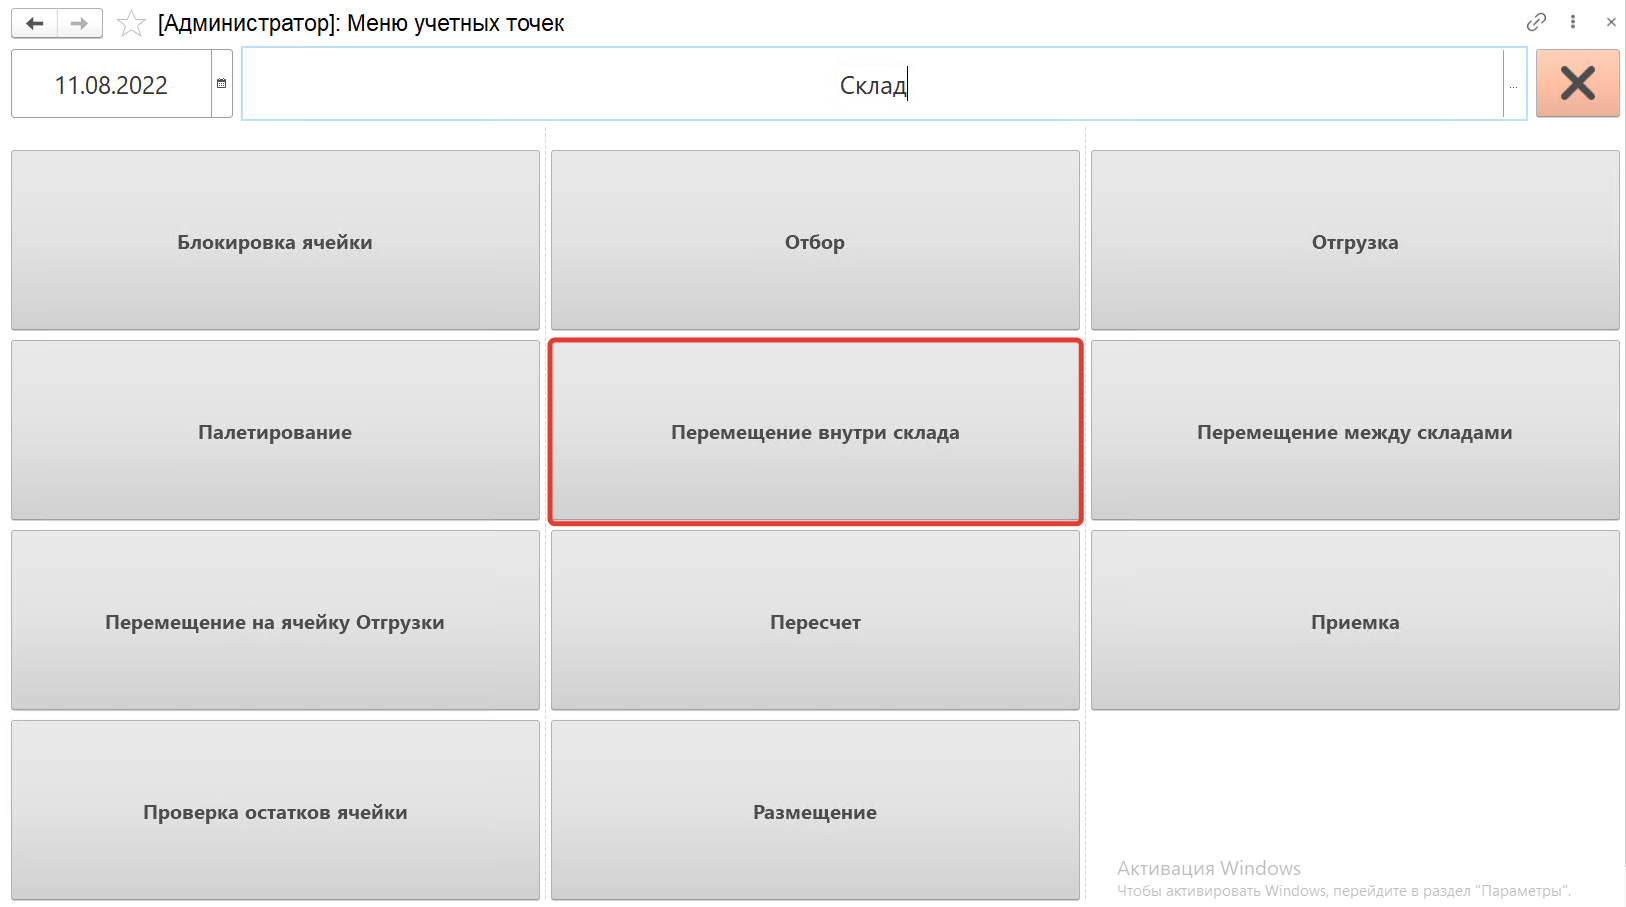 [Администратор]: Меню учетных точек
11.08.2022
Склад
...
Блокировка ячейки
Отбор
Отгрузка
Палетирование
Перемещение внутри склада
Перемещение между складами
Перемещение на ячейку Отгрузки
Пересчет
Приемка
Проверка остатков ячейки
Размещение
Активация Windows
Чтобы активировать Windows, перейдите в раздел "Параметры".